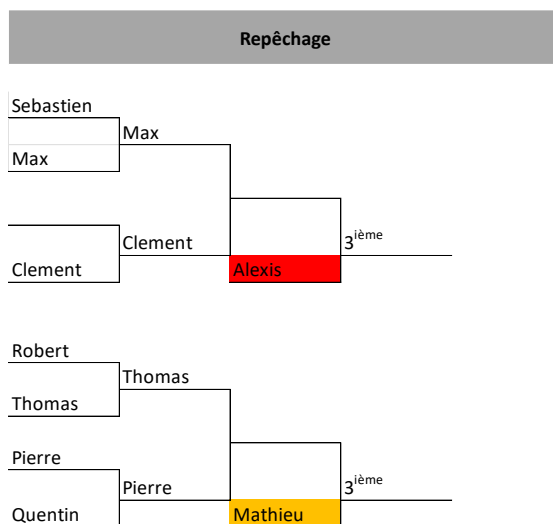 Repêchage
Sebastien
Max
Max
Clement
3ième
Clement
Alexis
Robert
Thomas
Thomas
Pierre
Pierre
3ième
Quentin
Mathieu